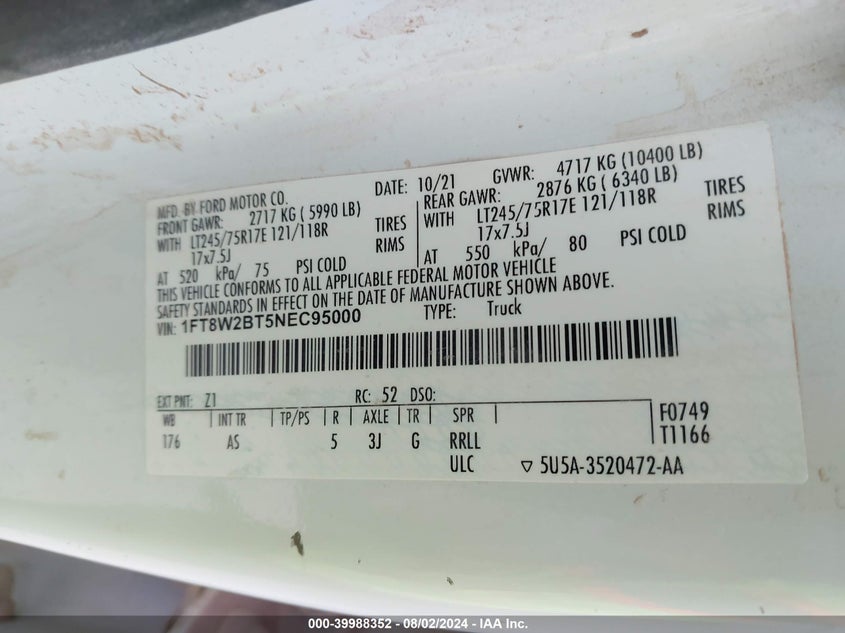 MFD. BY FORD MOTOR CO.
DATE: 10/21 GVWR: 4717 KG (10400 LB)
FRONT GAWR: 2717 KG ( 5990 LB) REAR GAWR: 2876 KG ( 6340 LB)
WITH LT245/75R17E 121/118R TIRES WITH LT245/75R17E 121/118R TIRES
17x7.5J RIMS 17x7.5J RIMS
AT 520 kPa/ 75 PSI COLD AT 550 kPa/ 80 PSI COLD
THIS VEHICLE CONFORMS TO ALL APPLICABLE FEDERAL MOTOR VEHICLE
SAFETY STANDARDS IN EFFECT ON THE DATE OF MANUFACTURE SHOWN ABOVE.
VIN: 1FT8W2BT5NEC95000 TYPE: Truck
EXT PNT: Z1 RC: 52 DSO:
WB INT TR TP/PS R AXLE TR SPR F0749
176 AS 5 3J G RRLL T1166
ULC ▽ 5U5A-3520472-AA
000-39988352 - 08/02/2024 - IAA Inc.